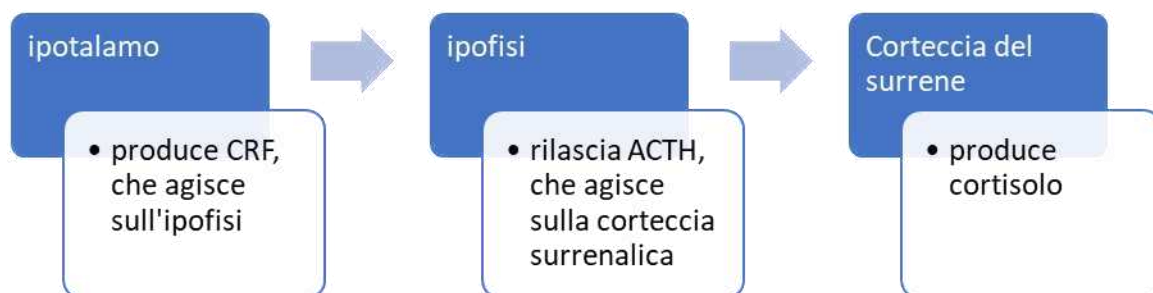 ipotalamo
• produce CRF,
che agisce
sull'ipofisi
ipofisi
• rilascia ACTH,
che agisce
sulla corteccia
surrenalica
Corteccia del
surrene
• produce
cortisolo